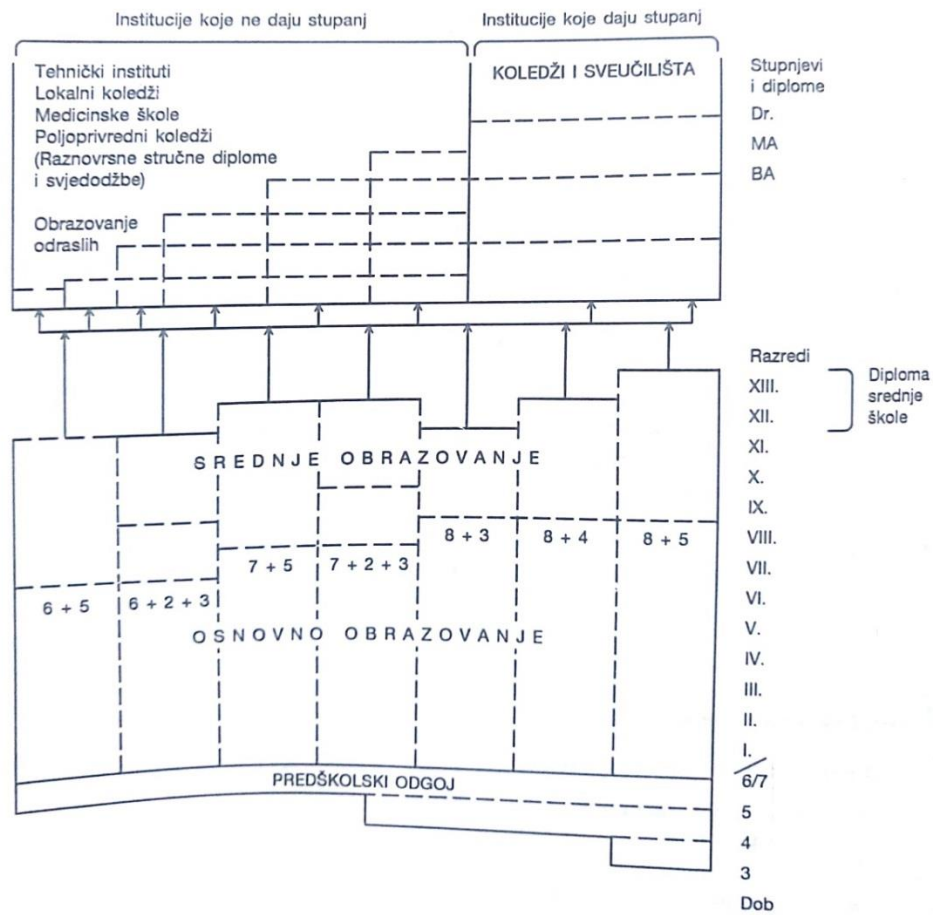 Institucije koje ne daju stupanj
Institucije koje daju stupanj
Tehnički instituti
Lokalni koledži
Medicinske škole
Poljoprivredni koledži
(Raznovrsne stručne diplome
i svjedodžbe)
Obrazovanje
odraslih
KOLEDŽI I SVEUČILIŠTA
Stupnjevi
i diplome
Dr.
MA
BA
Razredi
XIII.
XII.
XI.
X.
IX.
VIII.
VII.
VI.
V.
IV.
III.
II.
I.
6/7
5
4
3
Dob
Diploma
srednje
škole
SREDNJE OBRAZOVANJE
8 + 3
8 + 4
8 + 5
7 + 5
7 + 2 + 3
6 + 5
6 + 2 + 3
OSNOVNO OBRAZOVANJE
PREDŠKOLSKI ODGOJ